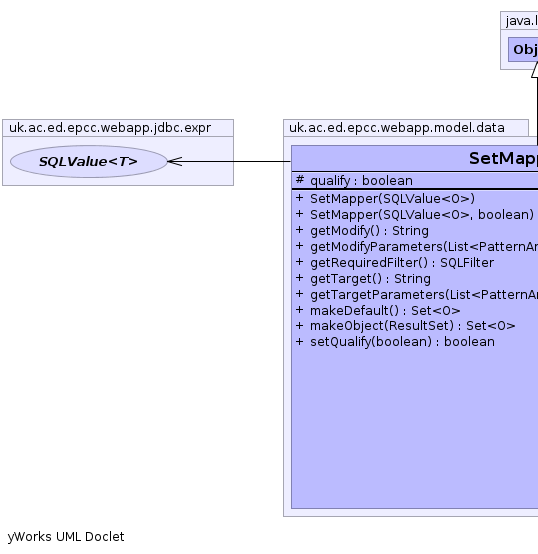 java.l
Obj
uk.ac.ed.epcc.webapp.jdbc.expr
SQLValue<T>
uk.ac.ed.epcc.webapp.model.data
SetMapp
# qualify : boolean
+ SetMapper(SQLValue<O>)
+ SetMapper(SQLValue<O>, boolean)
+ getModify() : String
+ getModifyParameters(List<PatternAr
+ getRequiredFilter() : SQLFilter
+ getTarget() : String
+ getTargetParameters(List<PatternAr
+ makeDefault() : Set<O>
+ makeObject(ResultSet) : Set<O>
+ setQualify(boolean) : boolean
yWorks UML Doclet